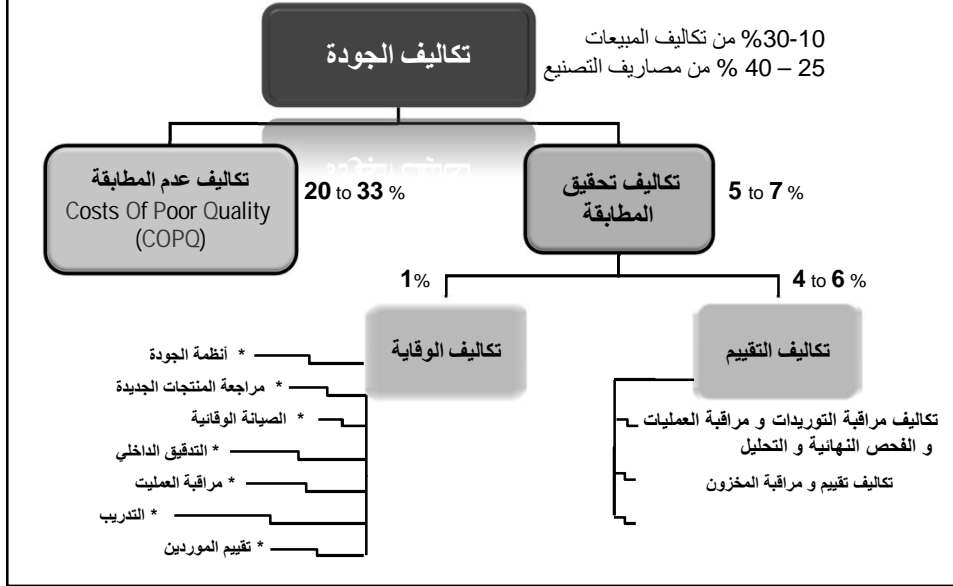 تكاليف الجودة
10-30% من تكاليف المبيعات
25 – 40 % من مصاريف التصنيع
تكاليف تحقيق
المطابقة
5 to 7 %
تكاليف عدم المطابقة
Costs Of Poor Quality
(COPQ)
20 to 33 %
4 to 6 %
1%
تكاليف التقييم
تكاليف الوقاية
تكاليف مراقبة التوريدات و مراقبة العمليات
و الفحص النهائية و التحليل
تكاليف تقييم و مراقبة المخزون
* أنظمة الجودة
* مراجعة المنتجات الجديدة
* الصيانة الوقائية
* التدقيق الداخلي
* مراقبة العمليت
* التدريب
* تقييم الموردين